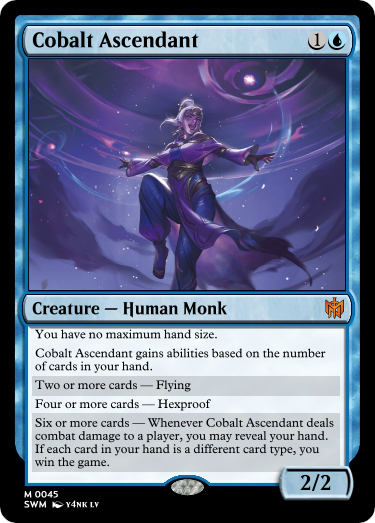 Cobalt Ascendant
1
Creature — Human Monk
You have no maximum hand size.
Cobalt Ascendant gains abilities based on the number
of cards in your hand.
Two or more cards — Flying
Four or more cards — Hexproof
Six or more cards — Whenever Cobalt Ascendant deals
combat damage to a player, you may reveal your hand.
If each card in your hand is a different card type, you
win the game.
2/2
M 0045
SWM Y4NK LV